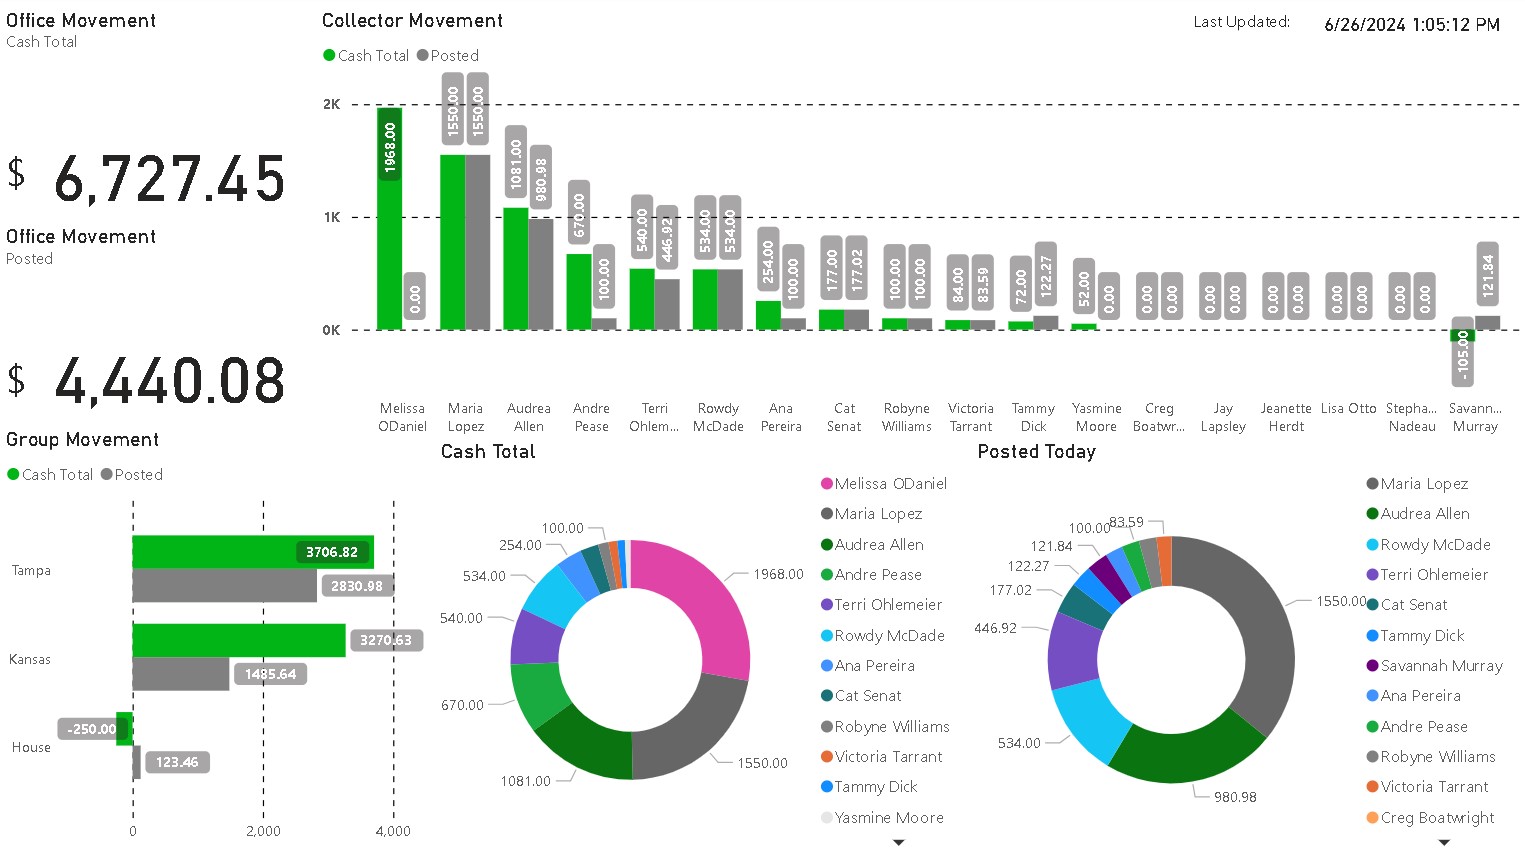 Office Movement
Cash Total
$ 6,727.45
Office Movement
Posted
$ 4,440.08
Collector Movement
Last Updated: 6/26/2024 1:05:12 PM
Cash Total Posted
2K
1K
0K
1968.00
0.00
1550.00
1550.00
1081.00
980.98
670.00
100.00
540.00
446.92
534.00
534.00
254.00
100.00
177.00
177.02
100.00
100.00
84.00
83.59
72.00
122.27
52.00
0.00
0.00
0.00
0.00
0.00
0.00
0.00
0.00
0.00
0.00
0.00
-105.00
121.84
Melissa
ODaniel
Maria
Lopez
Audrea
Allen
Andre
Pease
Terri
Ohlem...
Rowdy
McDade
Ana
Pereira
Cat
Senat
Robyne
Williams
Victoria
Tarrant
Tammy
Dick
Yasmine
Moore
Creg
Boatwr...
Jay
Lapsley
Jeanette
Herdt
Lisa Otto
Stepha...
Nadeau
Savann...
Murray
Group Movement
Cash Total Posted
Tampa
3706.82
2830.98
Kansas
3270.63
1485.64
House
-250.00
123.46
0
2,000
4,000
Cash Total
100.00
254.00
534.00
540.00
670.00
1081.00
1550.00
1968.00
Melissa ODaniel
Maria Lopez
Audrea Allen
Andre Pease
Terri Ohlemeier
Rowdy McDade
Ana Pereira
Cat Senat
Robyne Williams
Victoria Tarrant
Tammy Dick
Yasmine Moore
Posted Today
83.59
100.00
121.84
122.27
177.02
446.92
534.00
980.98
1550.00
Maria Lopez
Audrea Allen
Rowdy McDade
Terri Ohlemeier
Cat Senat
Tammy Dick
Savannah Murray
Ana Pereira
Andre Pease
Robyne Williams
Victoria Tarrant
Creg Boatwright